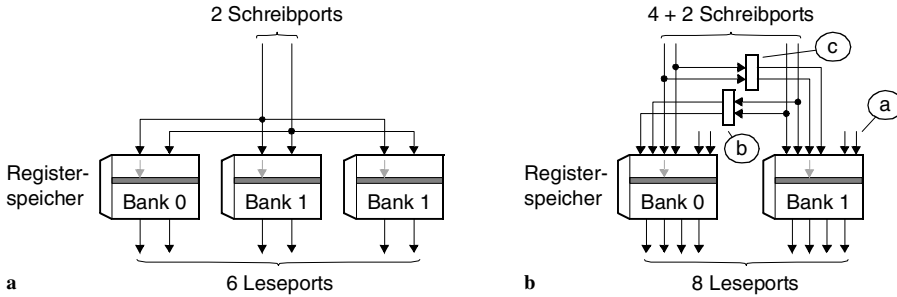 2 Schreibports
4 + 2 Schreibports
c
a
b
Register-
speicher
Bank 0
Bank 1
Bank 1
Register-
speicher
Bank 0
Bank 1
a
6 Leseports
b
8 Leseports